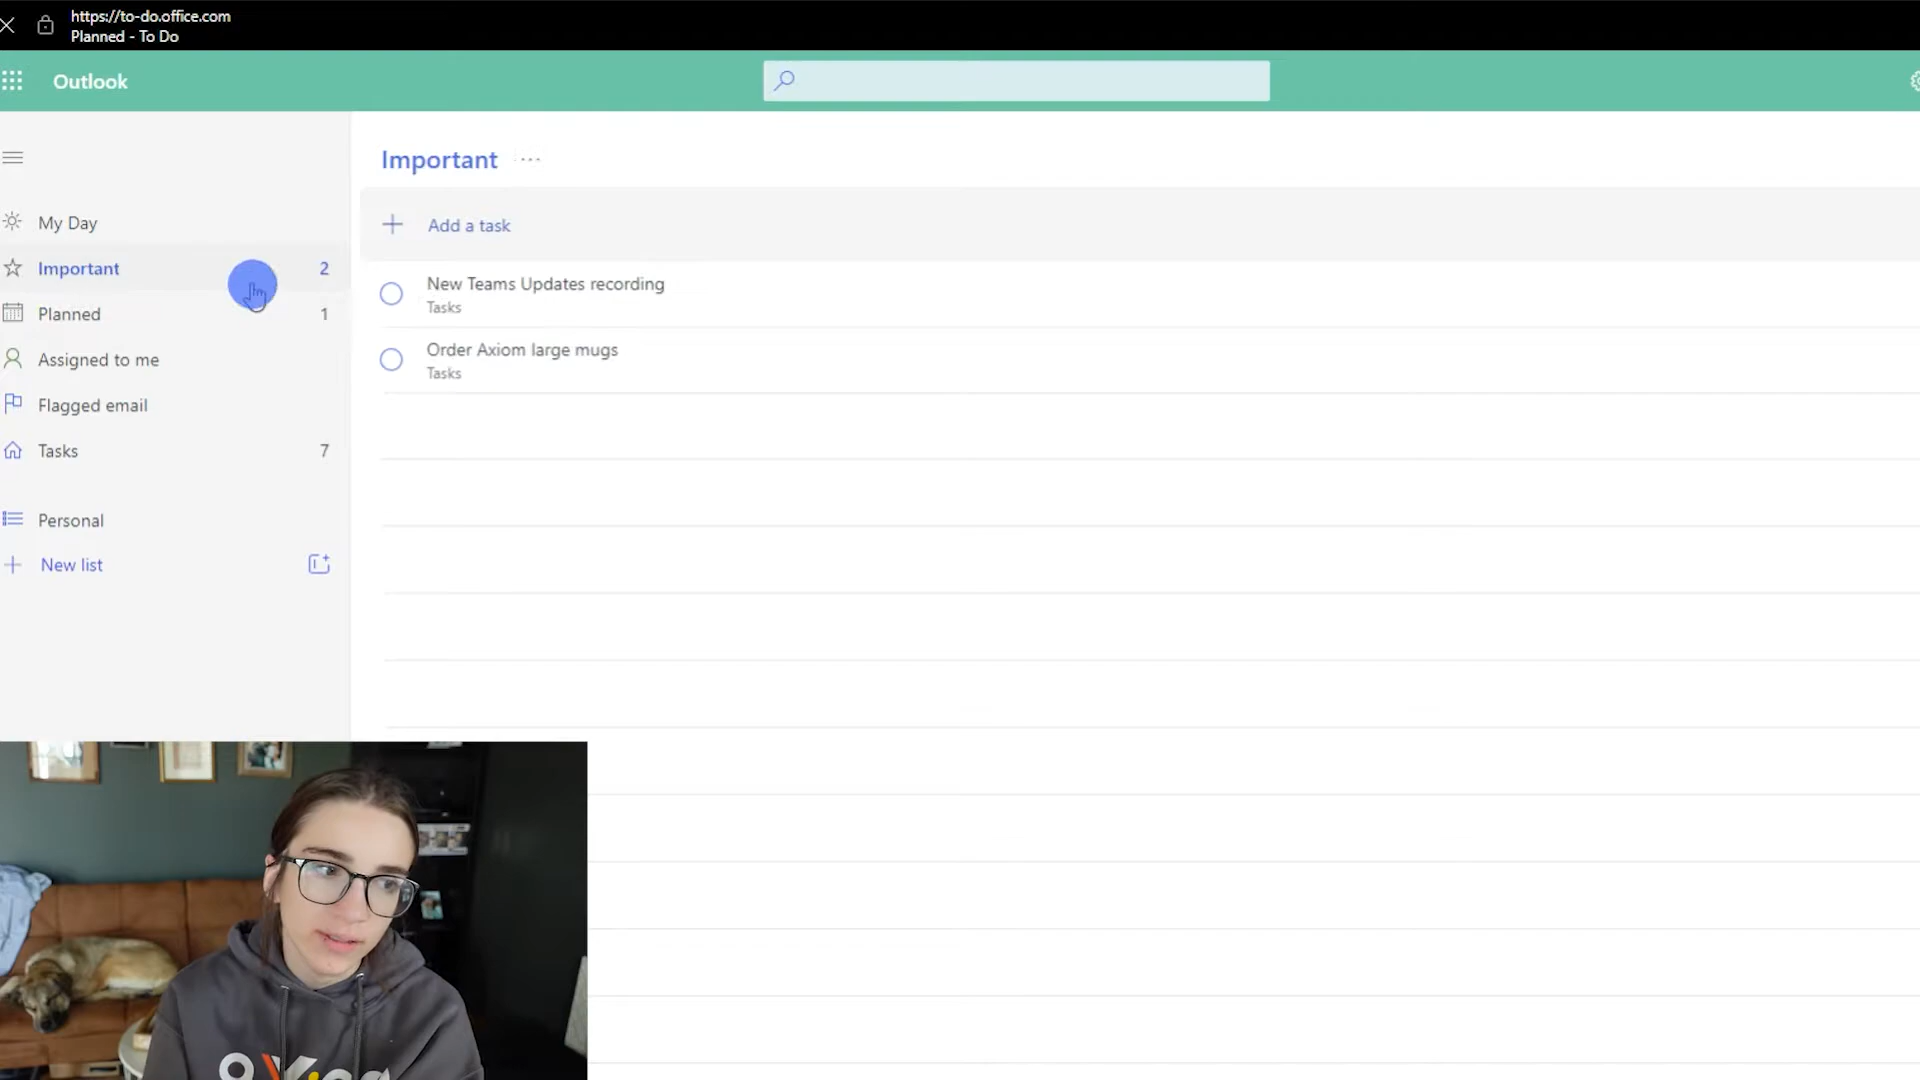 https://to-do.office.com
Planned - To Do
Outlook
My Day
Important 2
Planned 1
Assigned to me
Flagged email
Tasks 7
Personal
New list
Important ...
Add a task
New Teams Updates recording
Tasks
Order Axiom large mugs
Tasks